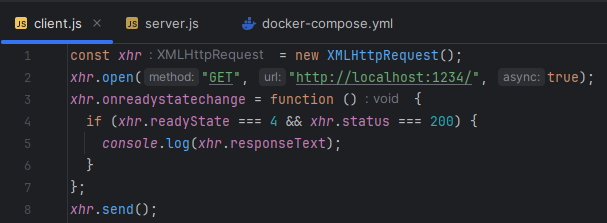 JS client.js × JS server.js docker-compose.yml
1 const xhr : XMLHttpRequest = new XMLHttpRequest();
2 xhr.open( method: "GET", url: "http://localhost:1234/", async: true);
3 xhr.onreadystatechange = function () : void {
4 if (xhr.readyState === 4 && xhr.status === 200) {
5 console.log(xhr.responseText);
6 }
7 };
8 xhr.send();